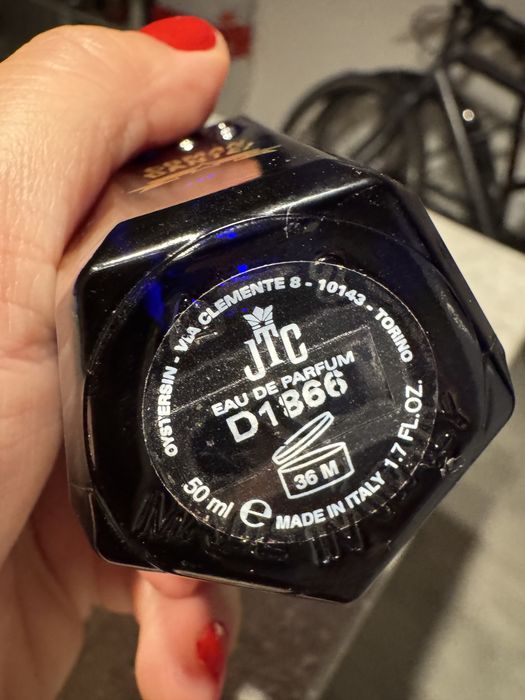 OYSTERSIN - VIA CLEMENTE 8 - 10143 - TORINO
JTC
EAU DE PARFUM
D1866
36 M
50 ml e MADE IN ITALY 1.7 FL.OZ.